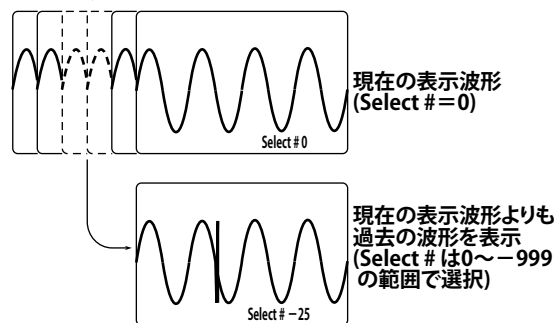 現在の表示波形
(Select #＝0)
Select # 0
現在の表示波形よりも
過去の波形を表示
(Select # は0～－999
の範囲で選択)
Select # －25